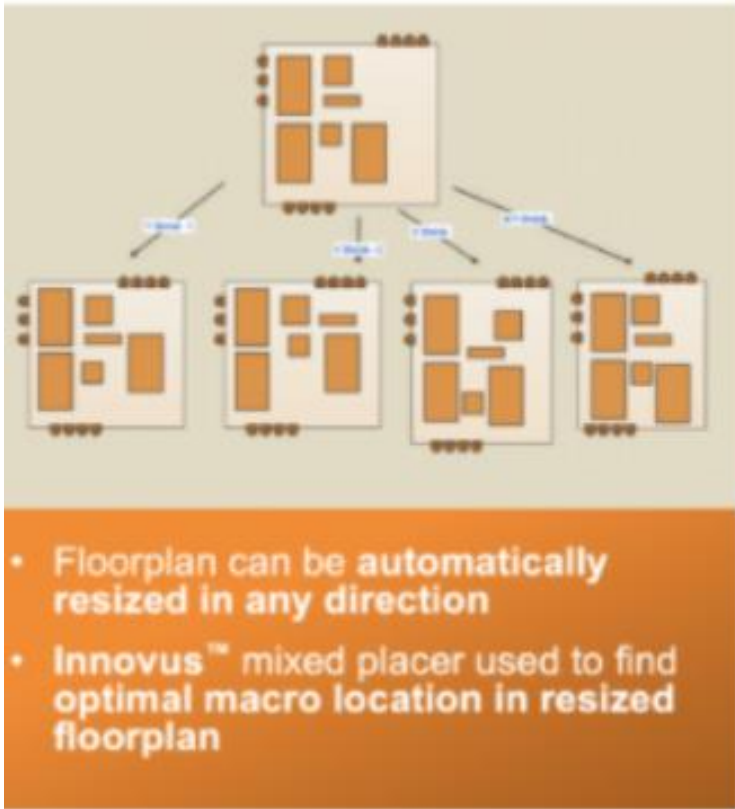 • Floorplan can be automatically
resized in any direction
• Innovus™ mixed placer used to find
optimal macro location in resized
floorplan